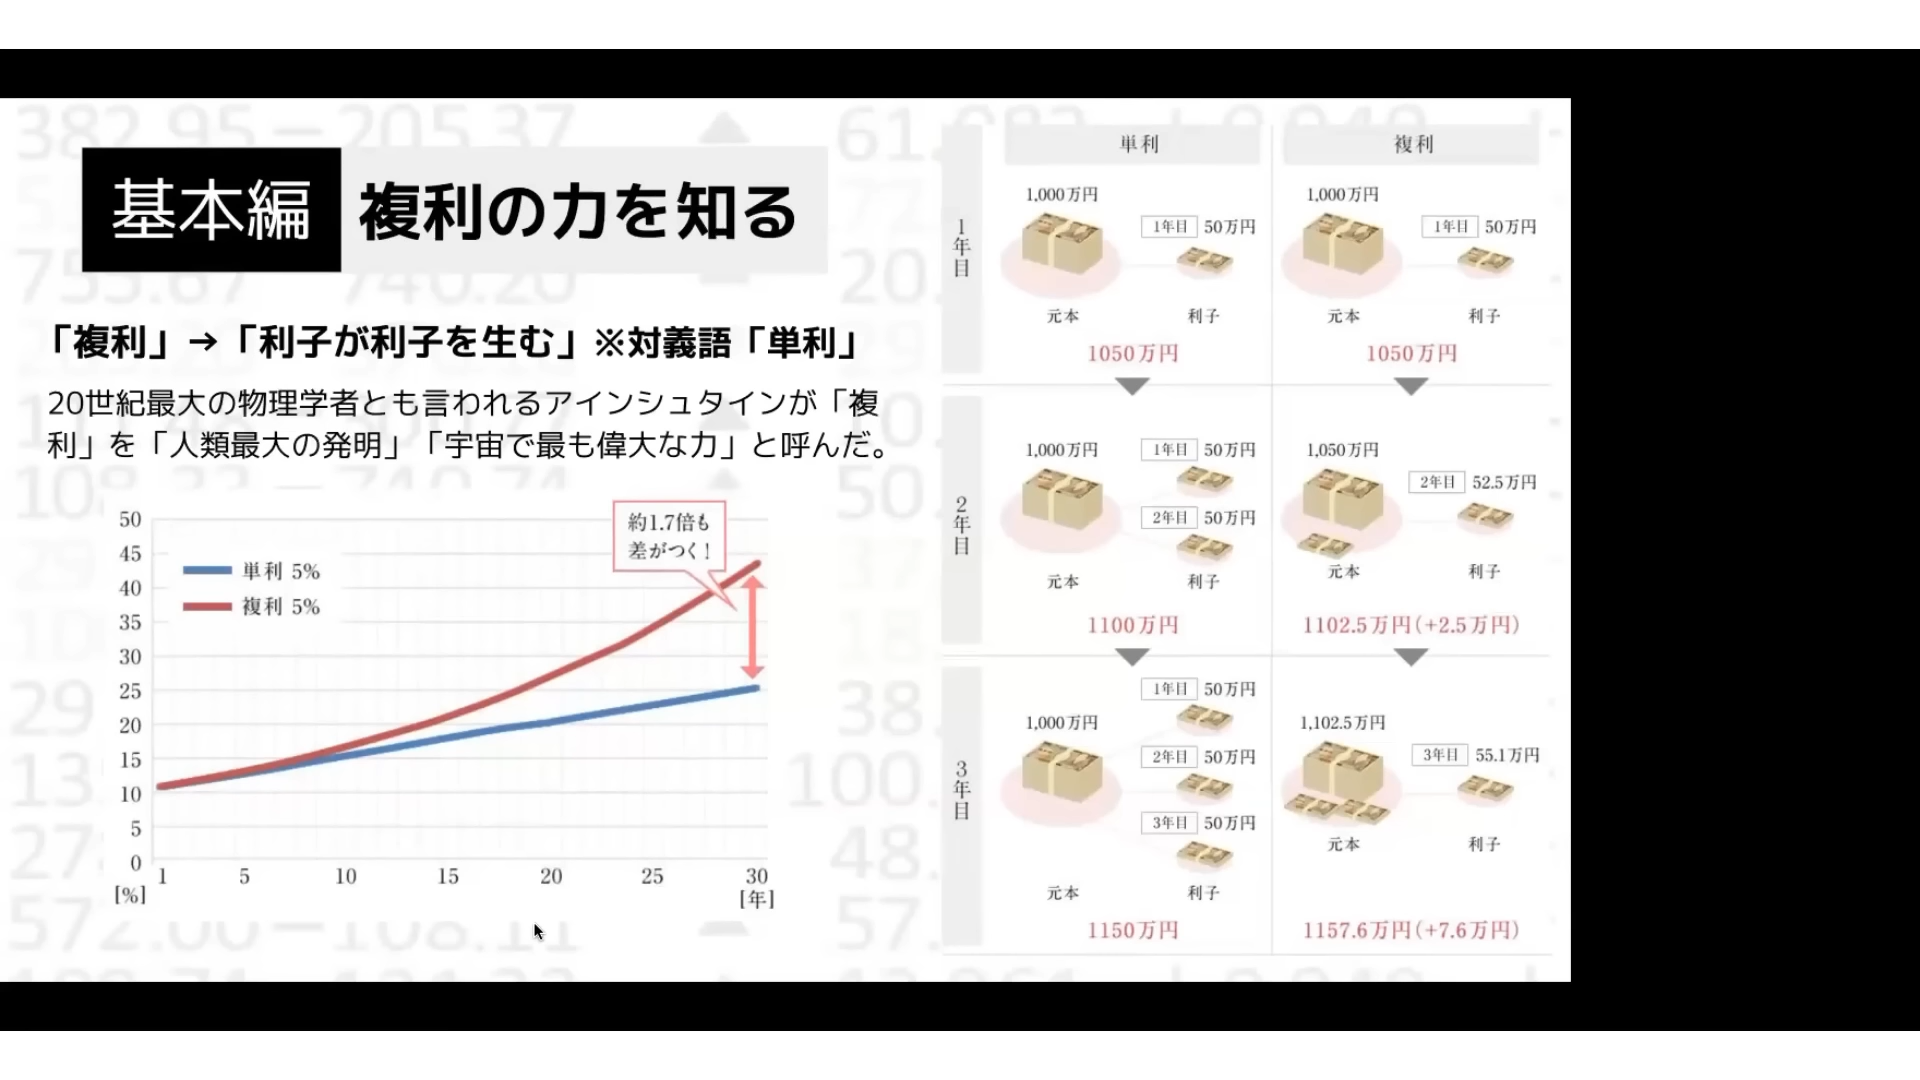 基本編 複利の力を知る
「複利」→「利子が利子を生む」※対義語「単利」
20世紀最大の物理学者とも言われるアインシュタインが「複
利」を「人類最大の発明」「宇宙で最も偉大な力」と呼んだ。
約1.7倍も
差がつく！
単利 5%
複利 5%
50
45
40
35
30
25
20
15
10
5
0
[%]
1 5 10 15 20 25 30
[年]
単利 複利
1年目
1,000万円
1年目 50万円
元本 利子
1050万円
1,000万円
1年目 50万円
元本 利子
1050万円
2年目
1,000万円
1年目 50万円
2年目 50万円
元本 利子
1100万円
1,050万円
2年目 52.5万円
元本 利子
1102.5万円(+2.5万円)
3年目
1,000万円
1年目 50万円
2年目 50万円
3年目 50万円
元本 利子
1150万円
1,102.5万円
3年目 55.1万円
元本 利子
1157.6万円(+7.6万円)